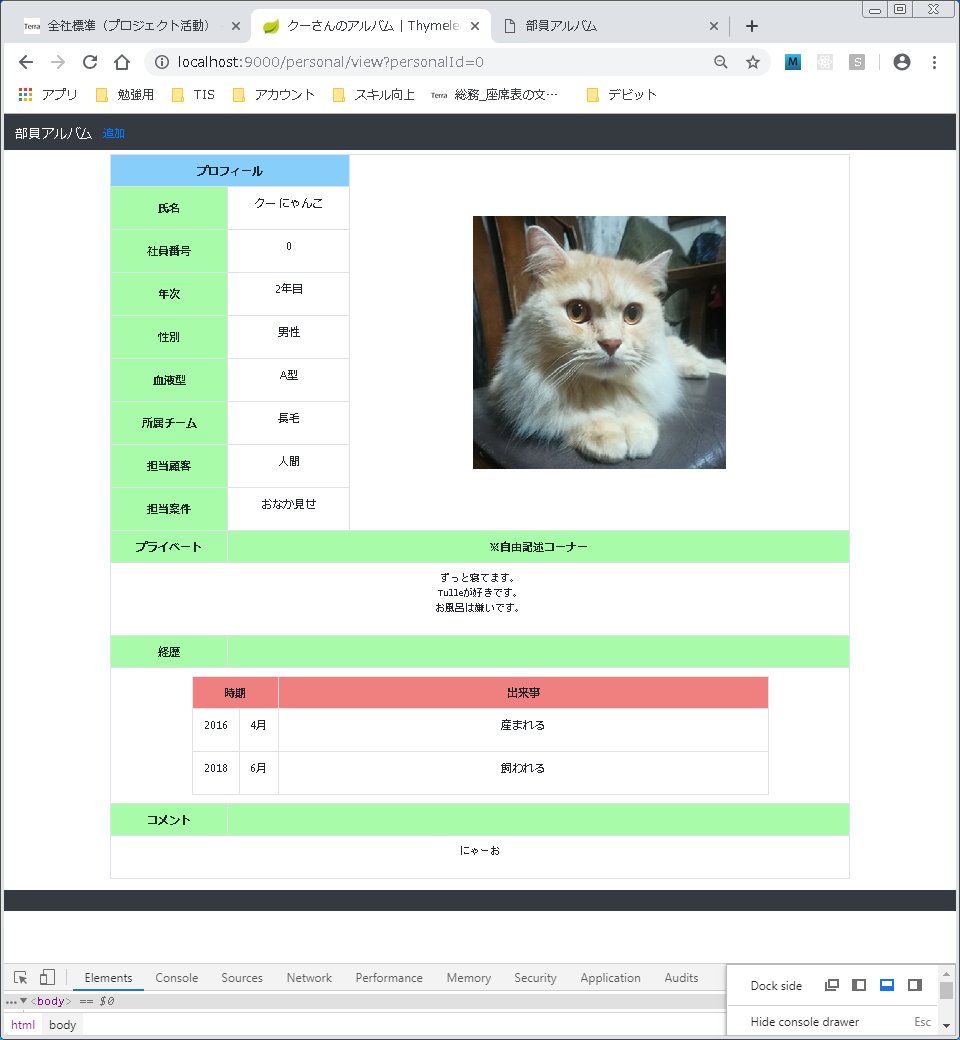 Terra 全社標準（プロジェクト活動）
クーさんのアルバム | Thymele
部員アルバム
localhost:9000/personal/view?personalId=0
M
S
アプリ 勉強用 TIS アカウント スキル向上 Terra 総務_座席表の文… デビット
部員アルバム 追加
プロフィール
氏名 クー にゃんこ
社員番号 0
年次 2年目
性別 男性
血液型 A型
所属チーム 長毛
担当顧客 人間
担当案件 おなか見せ
プライベート ※自由記述コーナー
ずっと寝てます。
Tulleが好きです。
お風呂は嫌いです。
経歴
時期 出来事
2016 4月 産まれる
2018 6月 飼われる
コメント
にゃーお
Elements Console Sources Network Performance Memory Security Application Audits
Dock side
… <body> == $0
html body
Hide console drawer Esc